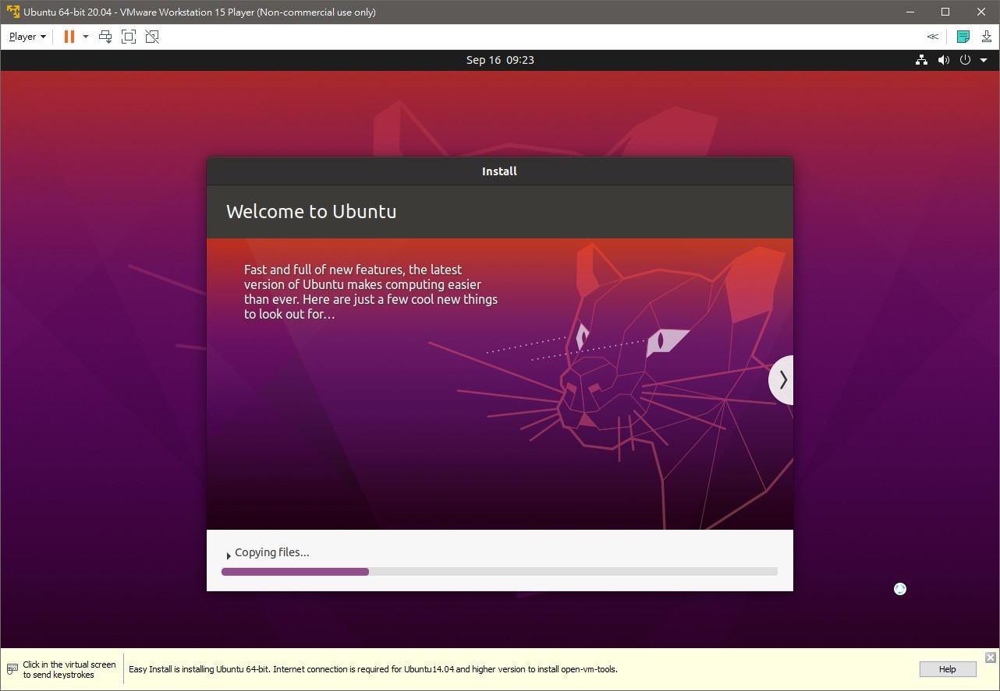 Ubuntu 64-bit 20.04 - VMware Workstation 15 Player (Non-commercial use only)
Player
Sep 16 09:23
Install
Welcome to Ubuntu
Fast and full of new features, the latest
version of Ubuntu makes computing easier
than ever. Here are just a few cool new things
to look out for…
Copying files...
Click in the virtual screen
to send keystrokes
Easy Install is installing Ubuntu 64-bit. Internet connection is required for Ubuntu14.04 and higher version to install open-vm-tools.
Help